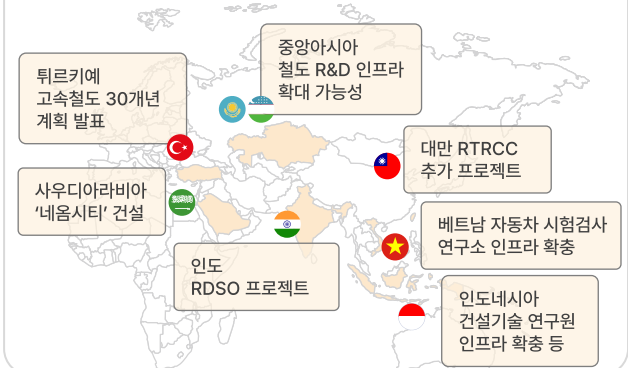 중앙아시아
철도 R&D 인프라
확대 가능성
튀르키예
고속철도 30개년
계획 발표
대만 RTRCC
추가 프로젝트
사우디아라비아
‘네옴시티’ 건설
베트남 자동차 시험검사
연구소 인프라 확충
인도
RDSO 프로젝트
인도네시아
건설기술 연구원
인프라 확충 등